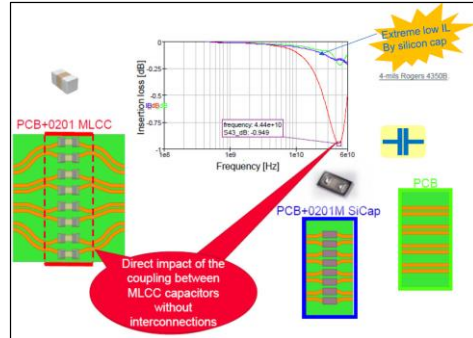 Extreme low IL
By silicon cap
4-mils Rogers 4350B
0
-0.25
-0.5
-0.75
-1
Insertion loss [dB]
frequency: 4.44e+10
S43_dB: -0.949
1e8
1e9
1e10
6e10
Frequency [Hz]
PCB+0201 MLCC
PCB
PCB+0201M SiCap
Direct impact of the
coupling between
MLCC capacitors
without
interconnections